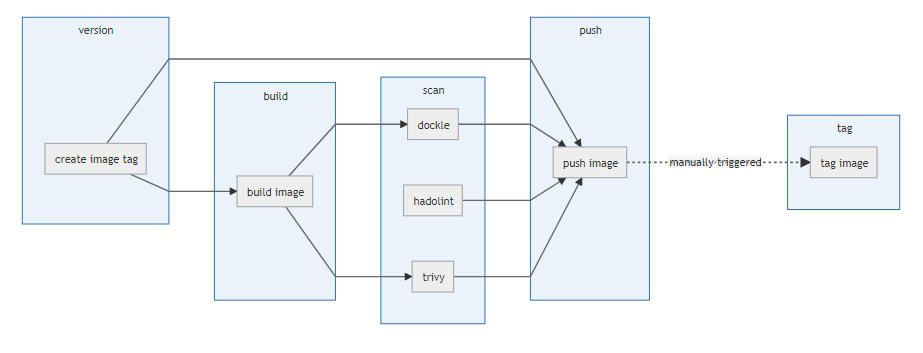 version
create image tag
build
build image
scan
dockle
hadolint
trivy
push
push image
manually triggered
tag
tag image